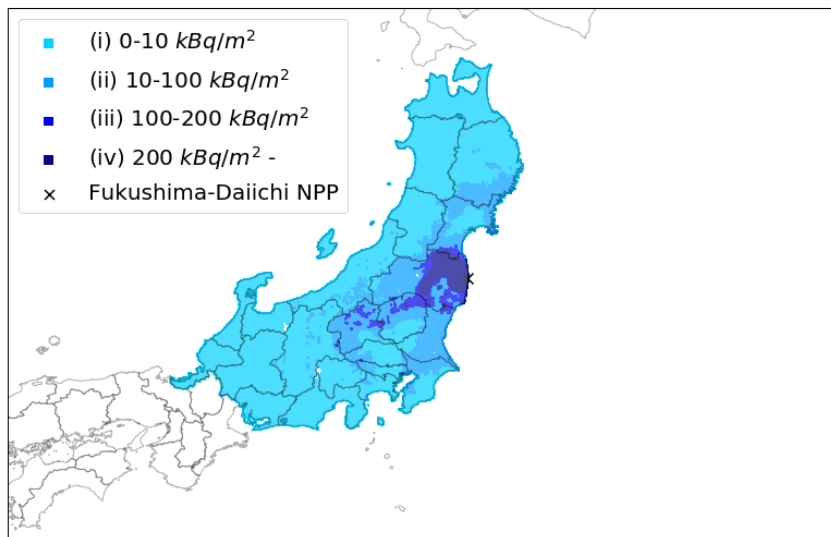 (i) 0-10 kBq/m²
(ii) 10-100 kBq/m²
(iii) 100-200 kBq/m²
(iv) 200 kBq/m² -
Fukushima-Daiichi NPP